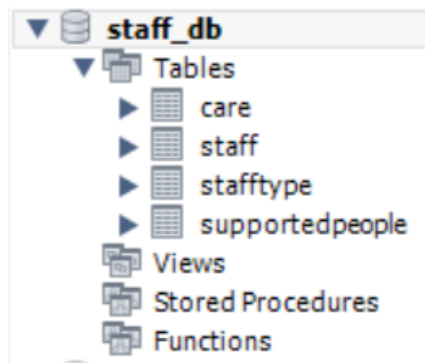 staff_db
Tables
care
staff
stafftype
supportedpeople
Views
Stored Procedures
Functions